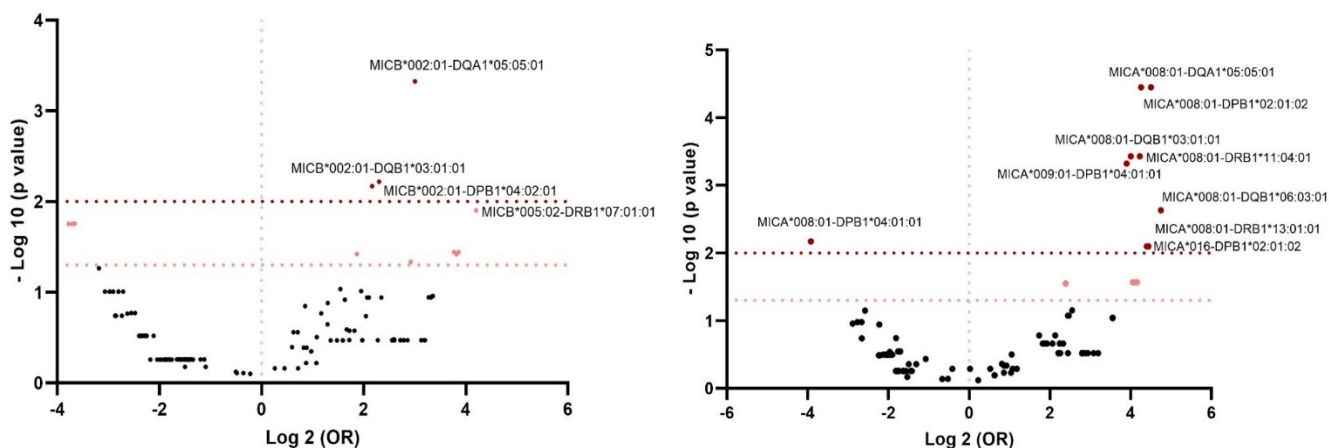 4
MICB*002:01-DQA1*05:05:01
3
MICB*002:01-DQB1*03:01:01
MICB*002:01-DPB1*04:02:01
2
MICB*005:02-DRB1*07:01:01
1
0
-4
-2
0
2
4
6
- Log 10 (p value)
Log 2 (OR)
5
MICA*008:01-DQA1*05:05:01
MICA*008:01-DPB1*02:01:02
4
MICA*008:01-DQB1*03:01:01
MICA*008:01-DRB1*11:04:01
MICA*009:01-DPB1*04:01:01
3
MICA*008:01-DQB1*06:03:01
MICA*008:01-DPB1*04:01:01
MICA*008:01-DRB1*13:01:01
MICA*016-DPB1*02:01:02
2
1
0
-6
-4
-2
0
2
4
6
- Log 10 (p value)
Log 2 (OR)